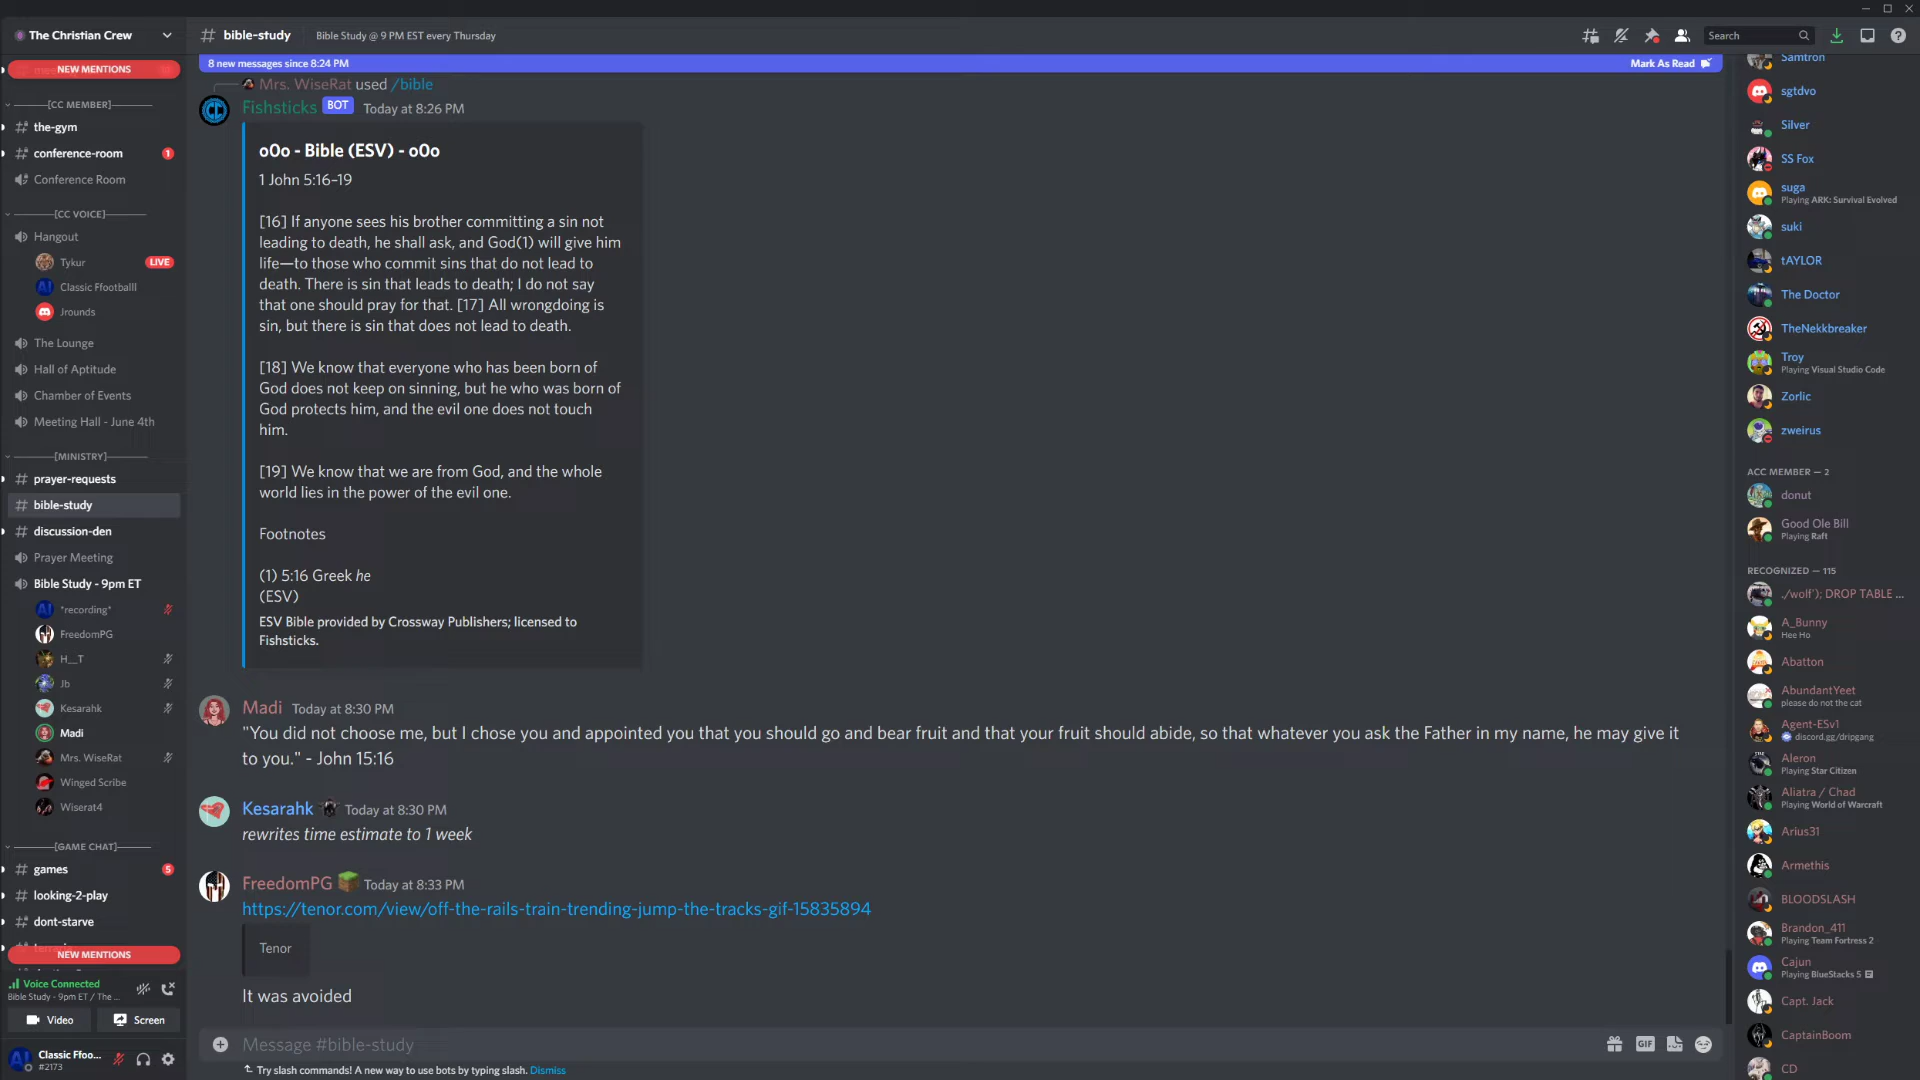 The Christian Crew
NEW MENTIONS
[CC MEMBER]
the-gym
conference-room
1
Conference Room
[CC VOICE]
Hangout
Tykur
LIVE
Classic Ffootballl
Jrounds
The Lounge
Hall of Aptitude
Chamber of Events
Meeting Hall - June 4th
[MINISTRY]
prayer-requests
bible-study
discussion-den
Prayer Meeting
Bible Study - 9pm ET
*recording*
FreedomPG
H__T
Jb
Kesarahk
Madi
Mrs. WiseRat
Winged Scribe
Wiserat4
[GAME CHAT]
games
5
looking-2-play
dont-starve
NEW MENTIONS
Voice Connected
Bible Study - 9pm ET / The ...
Video
Screen
Classic Ffoo...
#2173
bible-study
Bible Study @ 9 PM EST every Thursday
Search
8 new messages since 8:24 PM
Mark As Read
Mrs. WiseRat used /bible
Fishsticks BOT Today at 8:26 PM
oOo - Bible (ESV) - oOo
1 John 5:16–19
[16] If anyone sees his brother committing a sin not
leading to death, he shall ask, and God(1) will give him
life—to those who commit sins that do not lead to
death. There is sin that leads to death; I do not say
that one should pray for that. [17] All wrongdoing is
sin, but there is sin that does not lead to death.
[18] We know that everyone who has been born of
God does not keep on sinning, but he who was born of
God protects him, and the evil one does not touch
him.
[19] We know that we are from God, and the whole
world lies in the power of the evil one.
Footnotes
(1) 5:16 Greek he
(ESV)
ESV Bible provided by Crossway Publishers; licensed to
Fishsticks.
Madi Today at 8:30 PM
"You did not choose me, but I chose you and appointed you that you should go and bear fruit and that your fruit should abide, so that whatever you ask the Father in my name, he may give it
to you." - John 15:16
Kesarahk Today at 8:30 PM
rewrites time estimate to 1 week
FreedomPG Today at 8:33 PM
https://tenor.com/view/off-the-rails-train-trending-jump-the-tracks-gif-15835894
Tenor
It was avoided
Message #bible-study
GIF
Try slash commands! A new way to use bots by typing slash. Dismiss
Samtron
sgtdvo
Silver
SS Fox
suga
Playing ARK: Survival Evolved
suki
tAYLOR
The Doctor
TheNekkbreaker
Troy
Playing Visual Studio Code
Zorlic
zweirus
ACC MEMBER — 2
donut
Good Ole Bill
Playing Raft
RECOGNIZED — 115
./wolf'); DROP TABLE ...
A_Bunny
Hee Ho
Abatton
AbundantYeet
please do not the cat
Agent-ESv1
discord.gg/dripgang
Aleron
Playing Star Citizen
Aliatra / Chad
Playing World of Warcraft
Arius31
Armethis
BLOODSLASH
Brandon_411
Playing Team Fortress 2
Cajun
Playing BlueStacks 5
Capt. Jack
CaptainBoom
CD